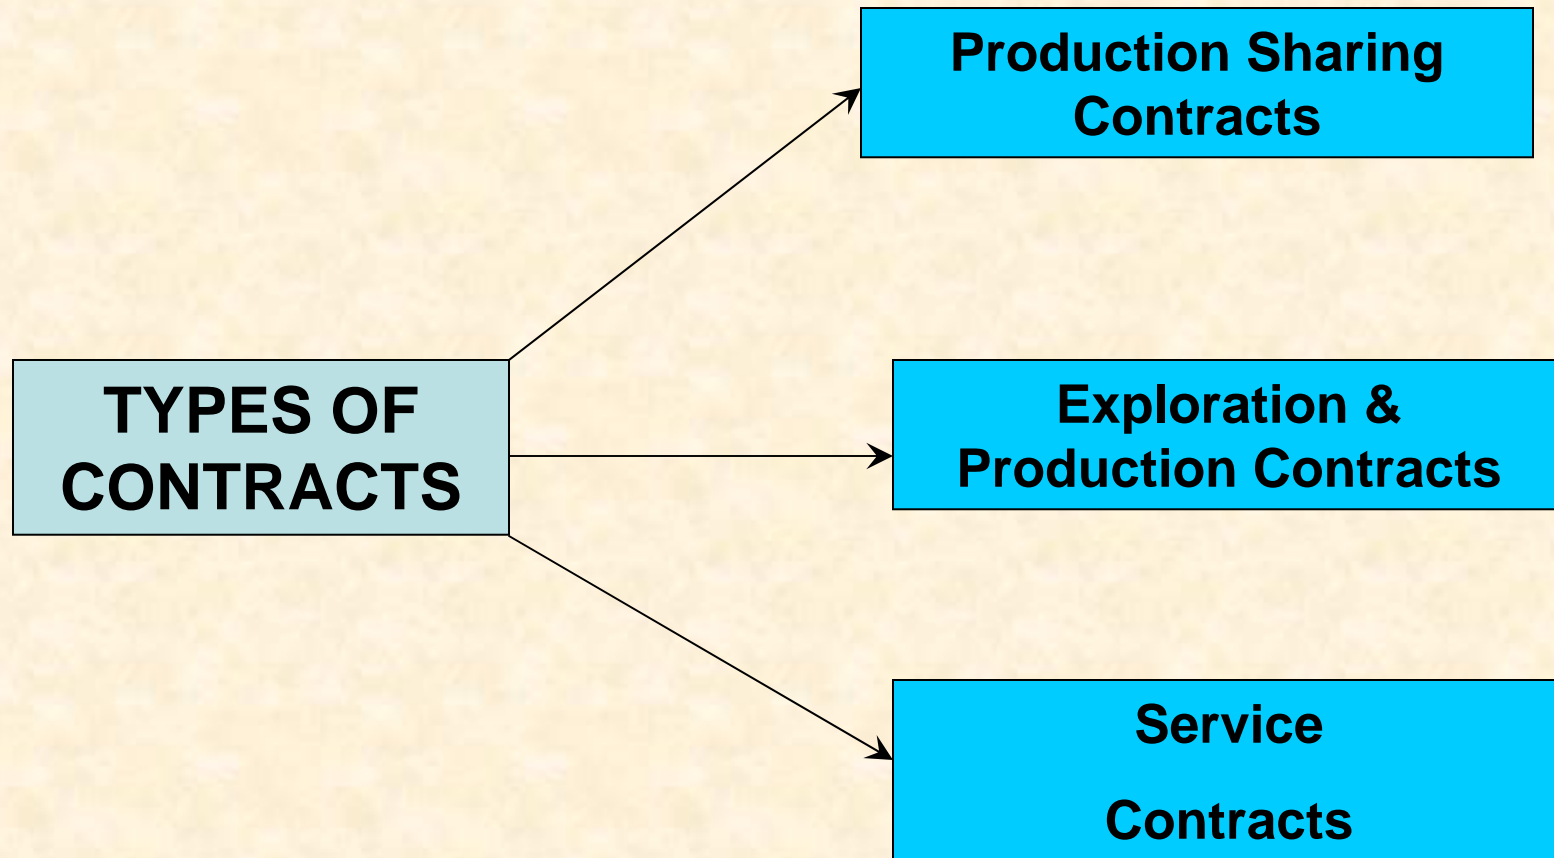 Production Sharing
Contracts
TYPES OF
CONTRACTS
Exploration &
Production Contracts
Service
Contracts